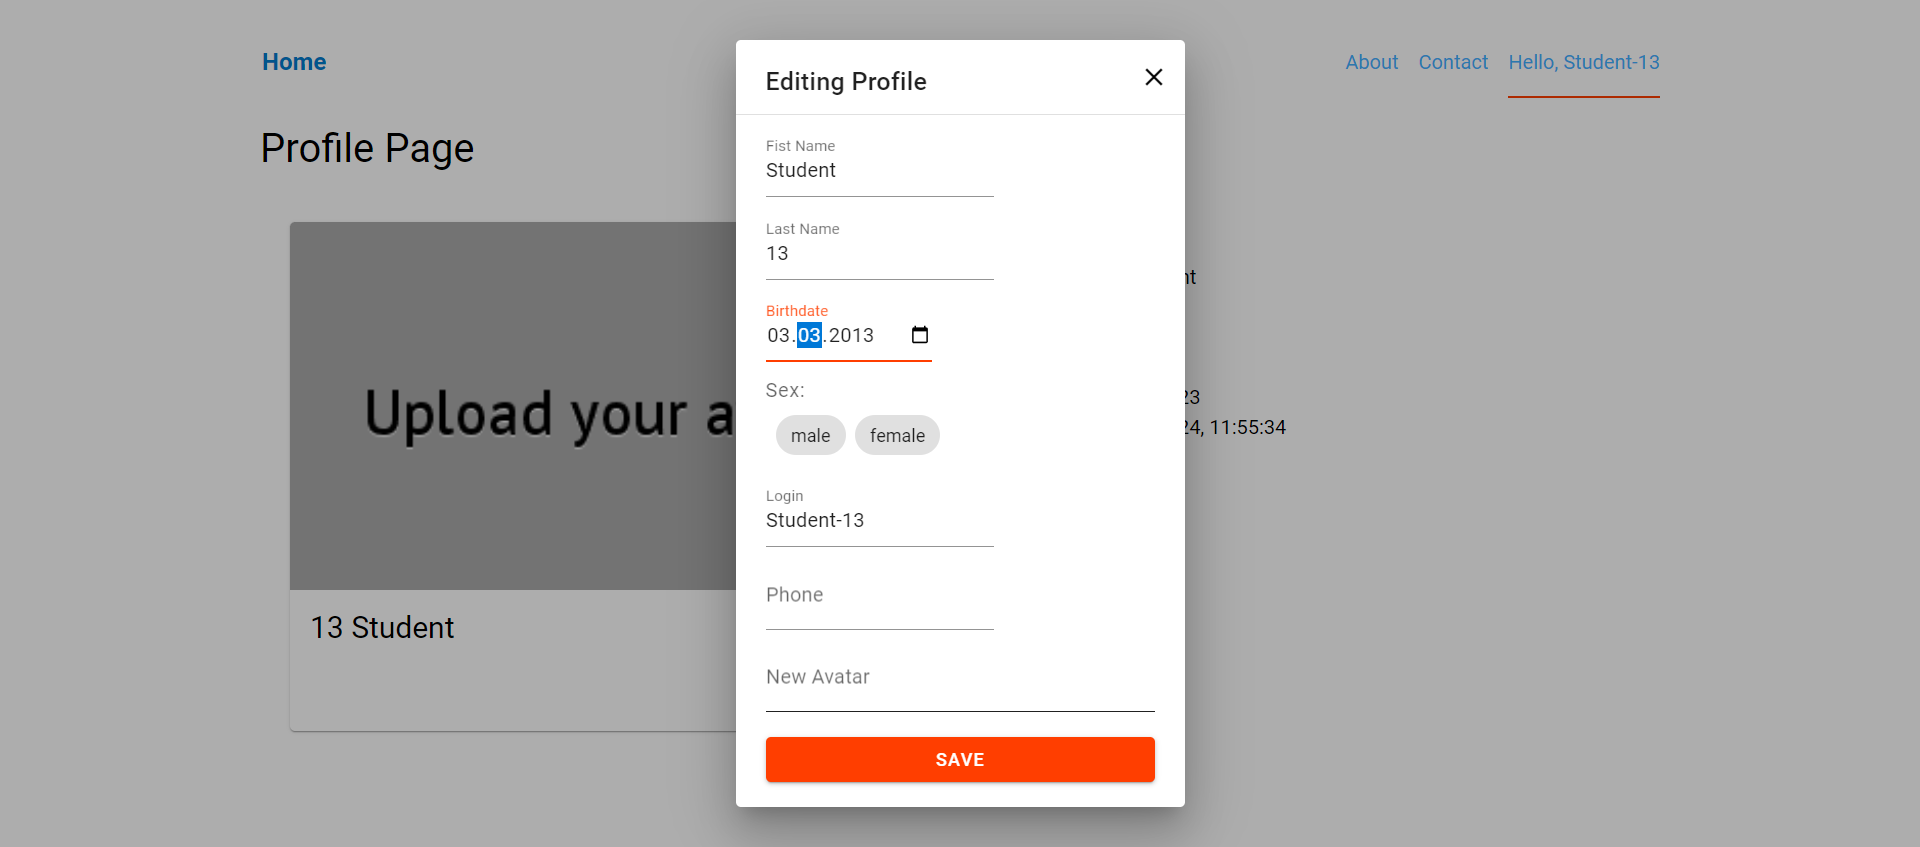 Home
About Contact Hello, Student-13
Profile Page
Upload your a
13 Student
nt
23
24, 11:55:34
Editing Profile
Fist Name
Student
Last Name
13
Birthdate
03.03.2013
Sex:
male female
Login
Student-13
Phone
New Avatar
SAVE